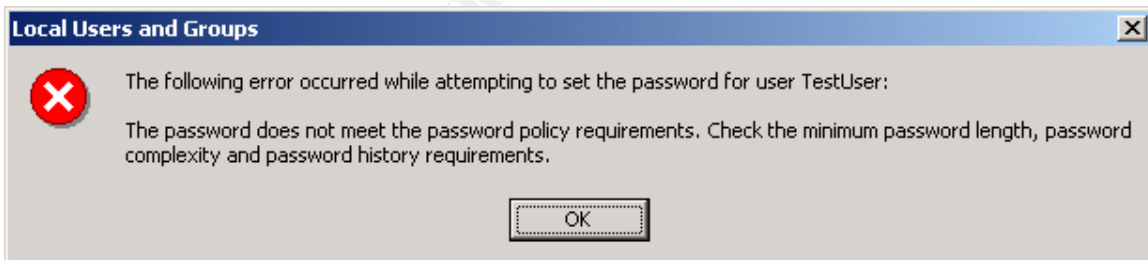 Local Users and Groups
The following error occurred while attempting to set the password for user TestUser:
The password does not meet the password policy requirements. Check the minimum password length, password
complexity and password history requirements.
OK